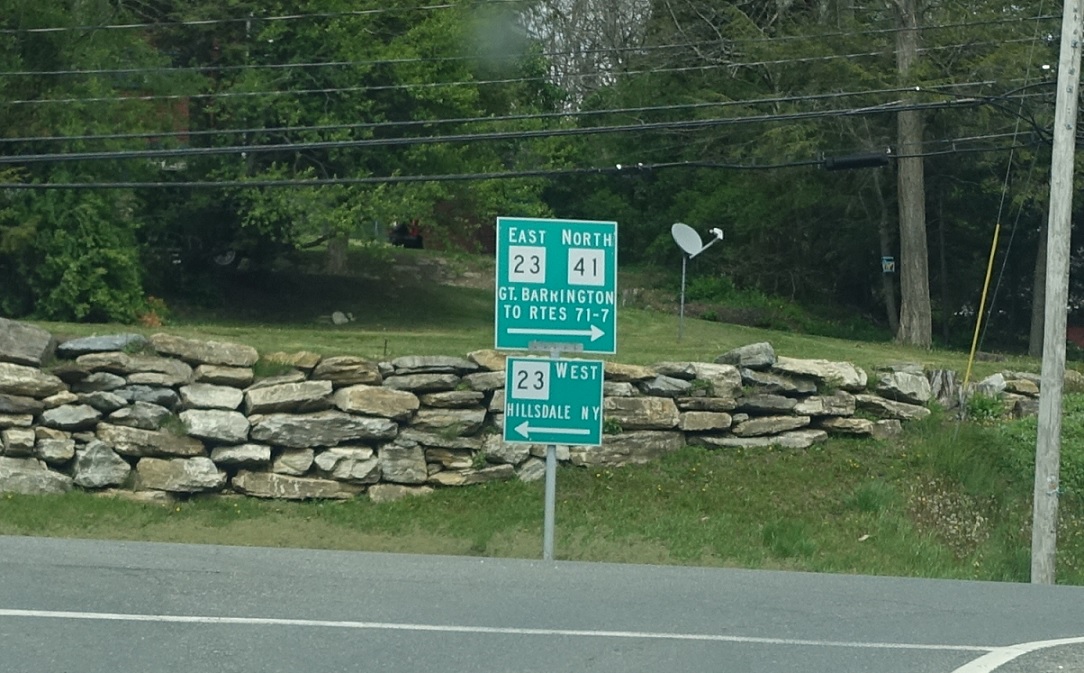 EAST NORTH
23 41
GT. BARRINGTON
TO RTES 71-7
23 WEST
HILLSDALE NY